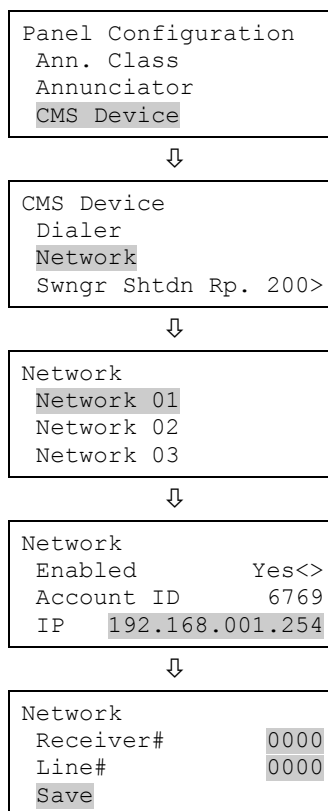 Panel Configuration
Ann. Class
Annunciator
CMS Device
⇩
CMS Device
Dialer
Network
Swngr Shtdn Rp. 200>
⇩
Network
Network 01
Network 02
Network 03
⇩
Network
Enabled Yes<>
Account ID 6769
IP 192.168.001.254
⇩
Network
Receiver# 0000
Line# 0000
Save